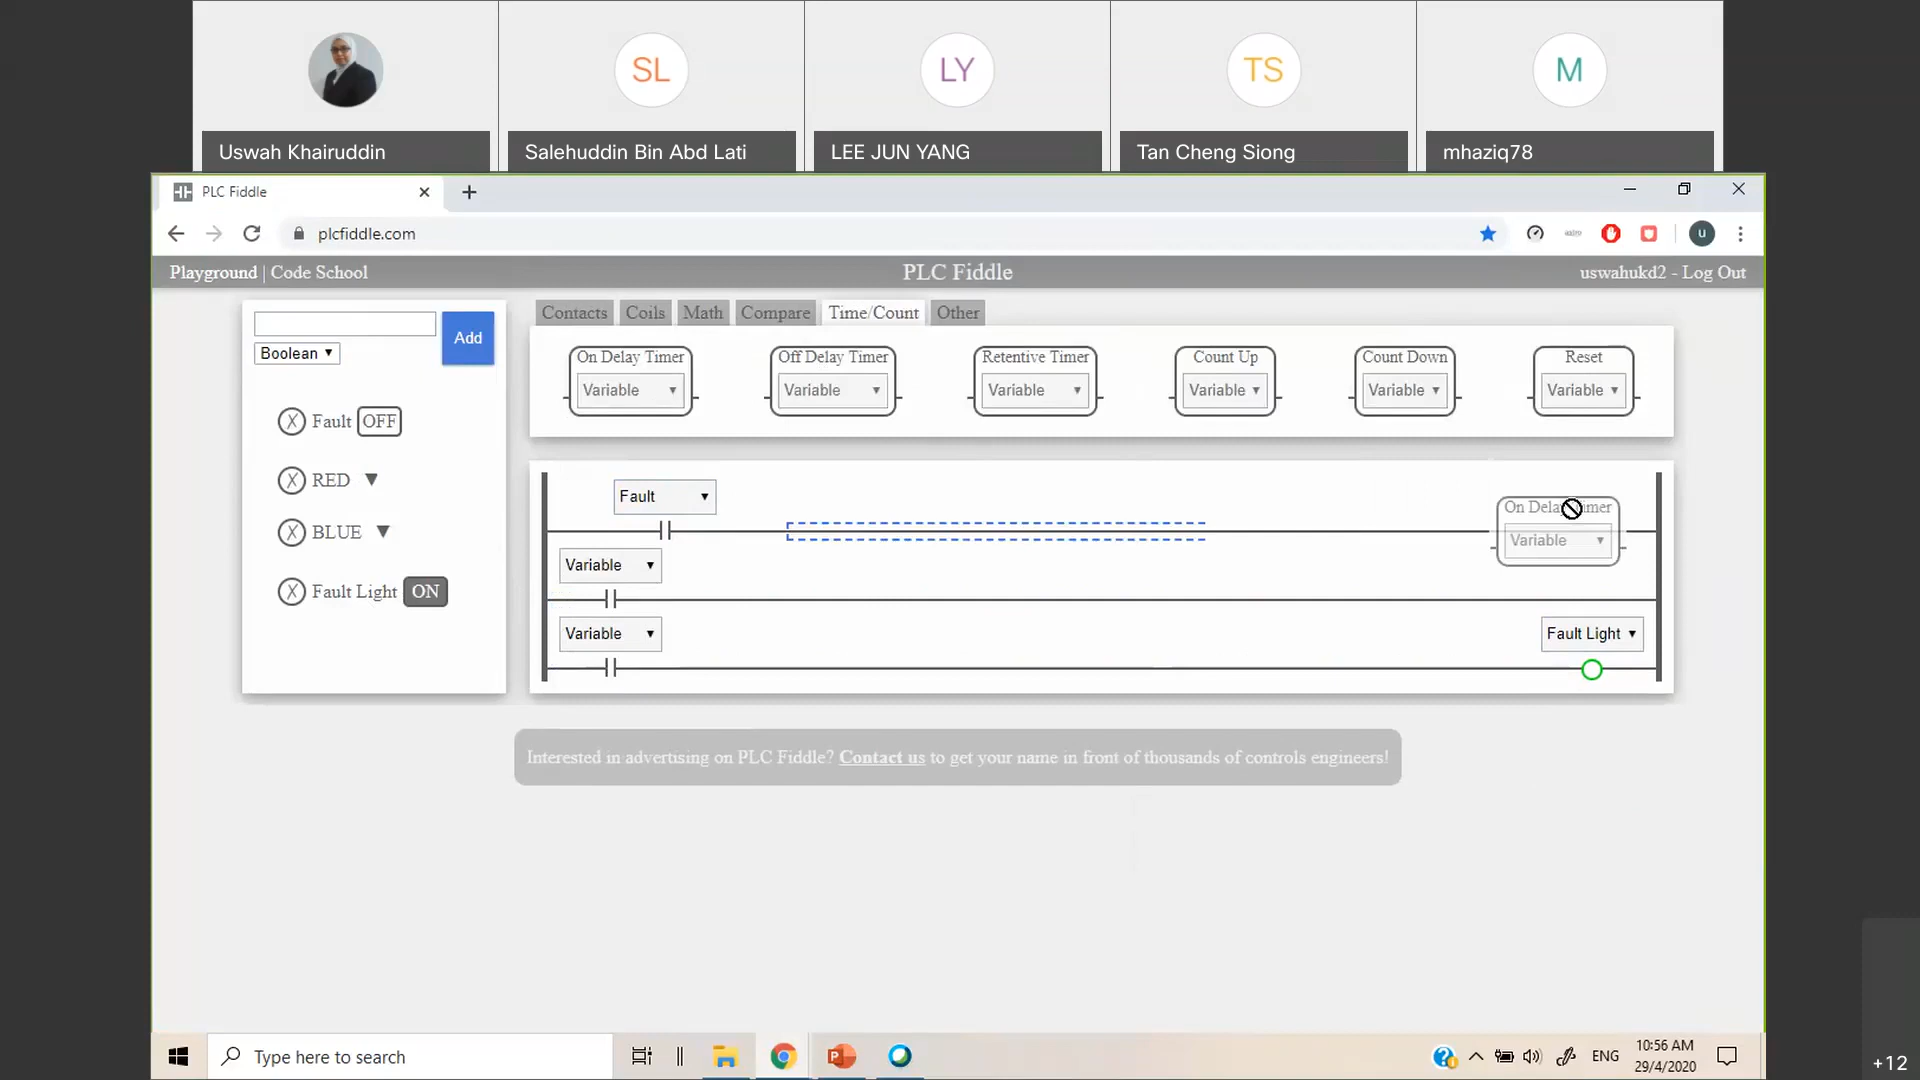 SL
LY
TS
M
Uswah Khairuddin
Salehuddin Bin Abd Lati
LEE JUN YANG
Tan Cheng Siong
mhaziq78
PLC Fiddle
plcfiddle.com
u
Playground | Code School
PLC Fiddle
uswahukd2 - Log Out
Contacts
Coils
Math
Compare
Time/Count
Other
Add
Boolean
On Delay Timer
Variable
Off Delay Timer
Variable
Retentive Timer
Variable
Count Up
Variable
Count Down
Variable
Reset
Variable
X Fault OFF
X RED
X BLUE
X Fault Light ON
Fault
On Delay Timer
Variable
Variable
Variable
Fault Light
Interested in advertising on PLC Fiddle? Contact us to get your name in front of thousands of controls engineers!
Type here to search
ENG
10:56 AM
29/4/2020
+12